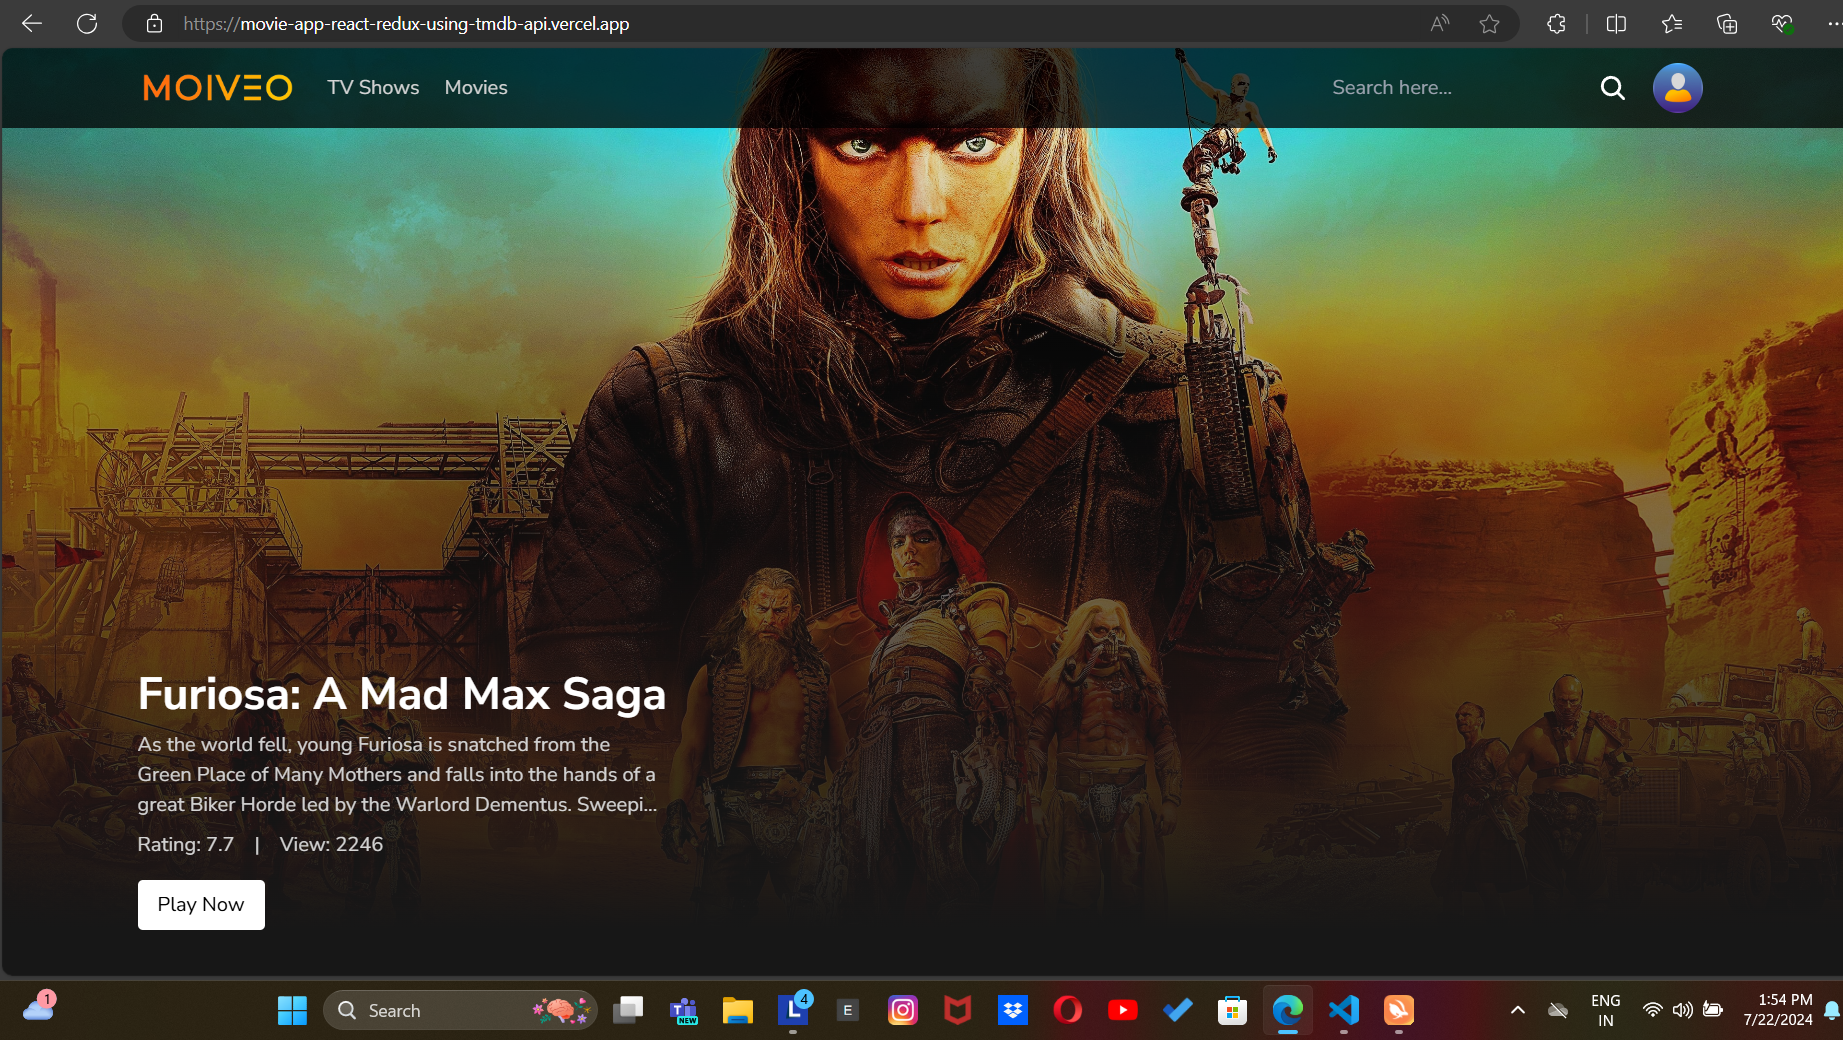 https://movie-app-react-redux-using-tmdb-api.vercel.app
MOIVEO TV Shows Movies Search here...
Furiosa: A Mad Max Saga
As the world fell, young Furiosa is snatched from the
Green Place of Many Mothers and falls into the hands of a
great Biker Horde led by the Warlord Dementus. Sweepi...
Rating: 7.7 | View: 2246
Play Now
1
Search
NEW
L
4
E
ENG
IN
1:54 PM
7/22/2024